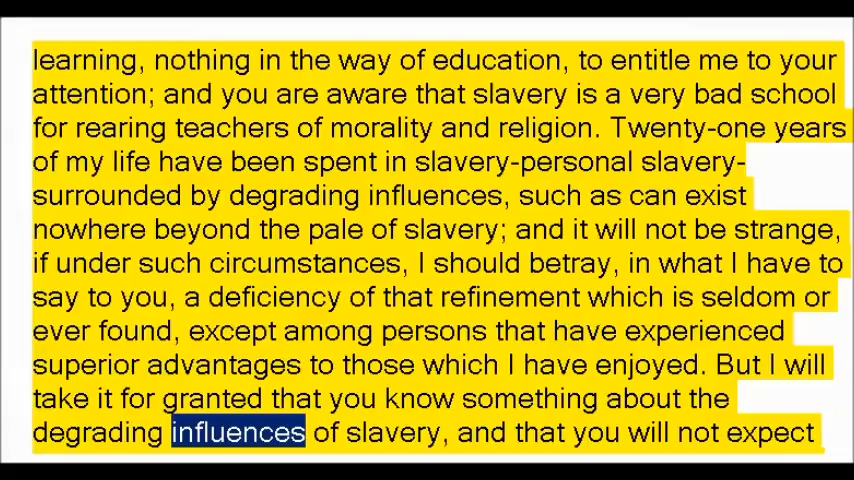 learning, nothing in the way of education, to entitle me to your
attention; and you are aware that slavery is a very bad school
for rearing teachers of morality and religion. Twenty-one years
of my life have been spent in slavery-personal slavery-
surrounded by degrading influences, such as can exist
nowhere beyond the pale of slavery; and it will not be strange,
if under such circumstances, I should betray, in what I have to
say to you, a deficiency of that refinement which is seldom or
ever found, except among persons that have experienced
superior advantages to those which I have enjoyed. But I will
take it for granted that you know something about the
degrading influences of slavery, and that you will not expect